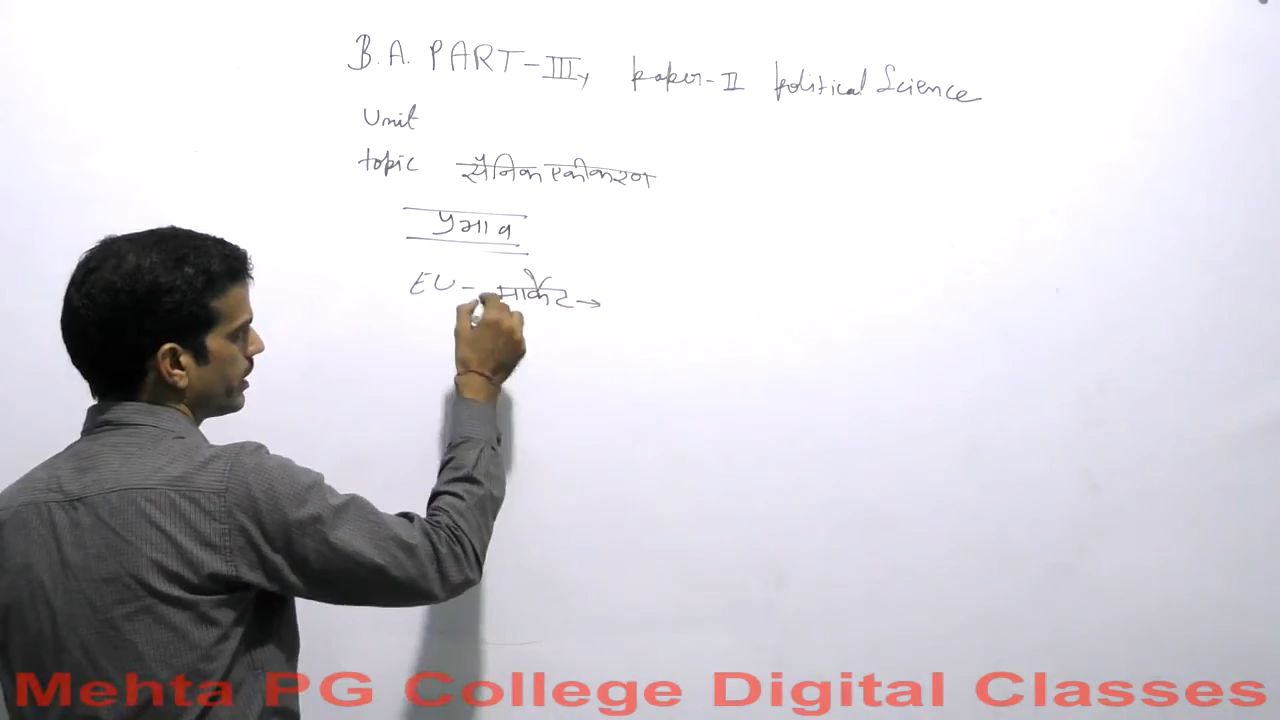 B.A. PART-III, paper-II political Science
Unit
topic सैनिक एकीकरण
प्रभाव
EU - मार्केट →
Mehta PG College Digital Classes